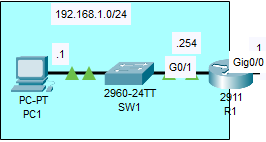 192.168.1.0/24
.254
1
.1
G0/1
Gig0/0
PC-PT
PC1
2960-24TT
SW1
2911
R1